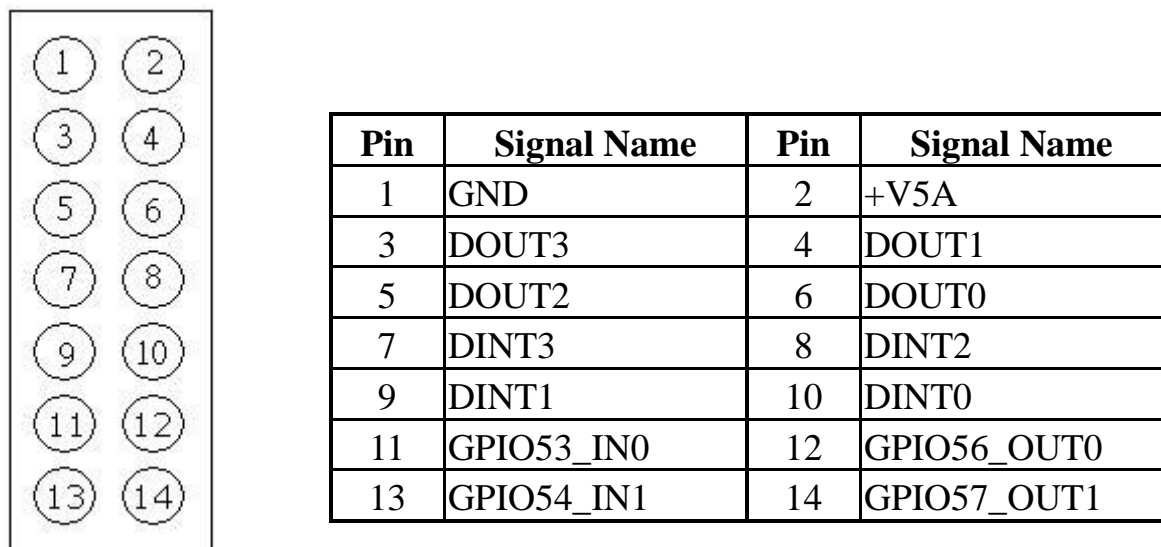 1 2
3 4
5 6
7 8
9 10
11 12
13 14
Pin Signal Name Pin Signal Name
1 GND 2 +V5A
3 DOUT3 4 DOUT1
5 DOUT2 6 DOUT0
7 DINT3 8 DINT2
9 DINT1 10 DINT0
11 GPIO53_IN0 12 GPIO56_OUT0
13 GPIO54_IN1 14 GPIO57_OUT1